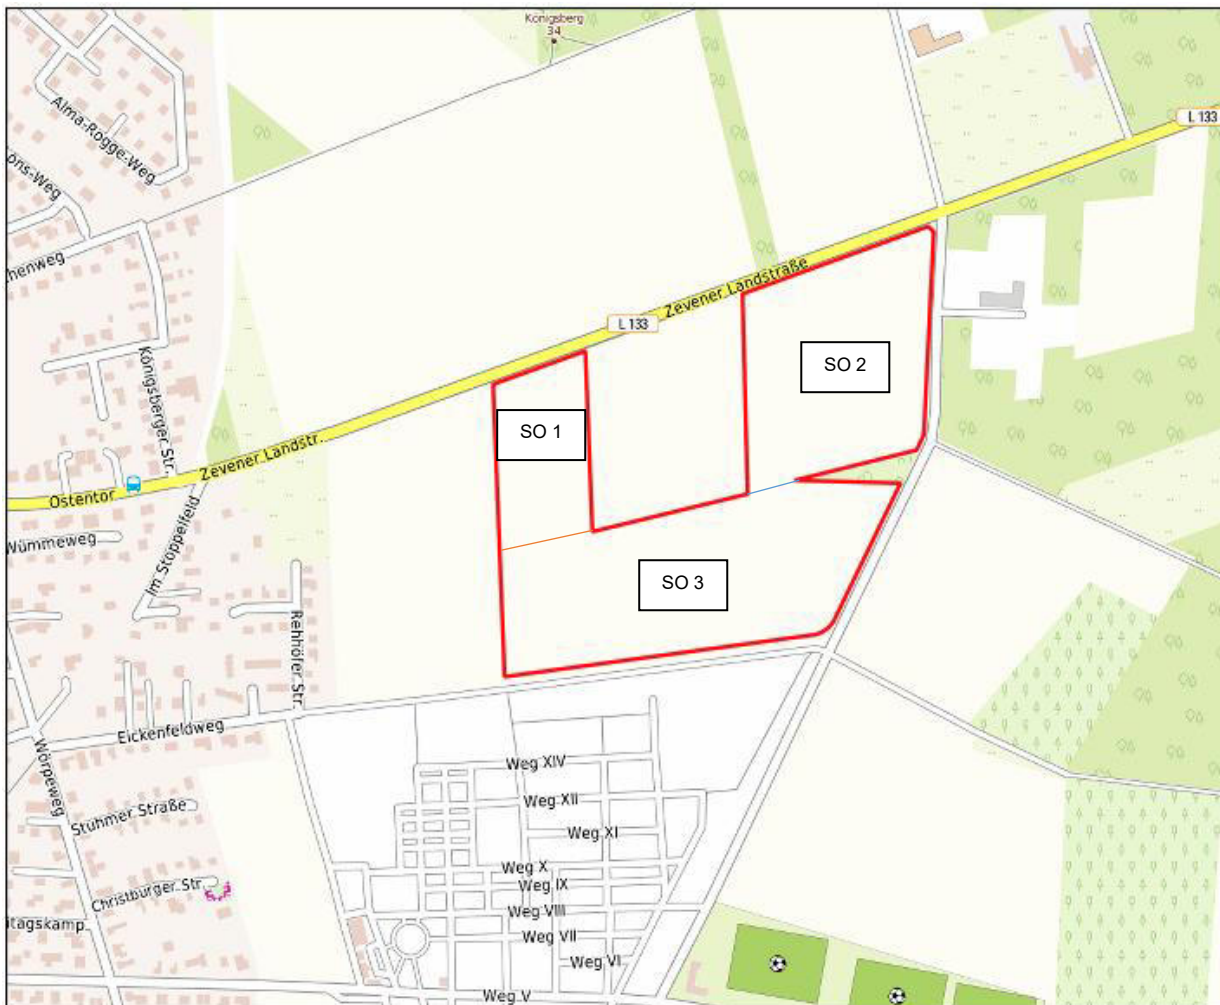 Königsberg
34
L 133
Alma-Rogge-Weg
ons-Weg
henweg
Zevener Landstraße
L 133
SO 2
Königsberger Str.
SO 1
Zevener Landstr.
Ostentor
Wümmeweg
Im Stoppelfeld
SO 3
Rehhöfer Str.
Eickenfeldweg
Wörpeweg
Weg XIV
Weg XII
Stuhmer Straße
Weg XI
Weg X
Weg IX
Christburger Str
Weg VIII
itagskamp
Weg VII
Weg VI
Weg V